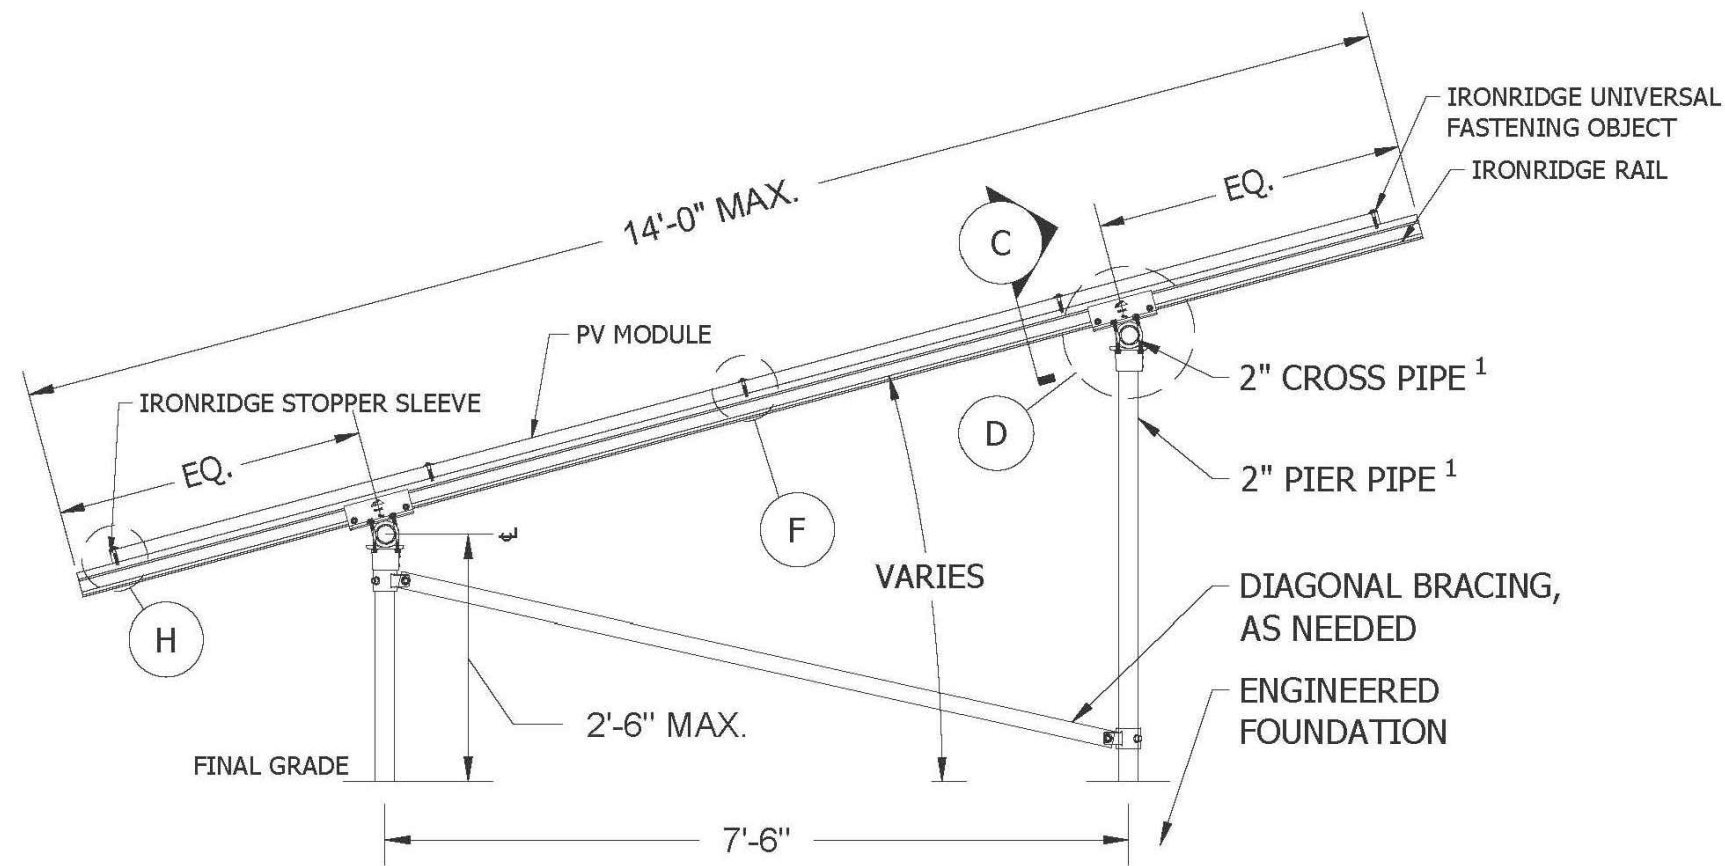 IRONRIDGE UNIVERSAL
FASTENING OBJECT
IRONRIDGE RAIL
EQ.
14'-0" MAX.
C
PV MODULE
IRONRIDGE STOPPER SLEEVE
2" CROSS PIPE 1
D
EQ.
2" PIER PIPE 1
F
℄
VARIES
DIAGONAL BRACING,
AS NEEDED
H
ENGINEERED
FOUNDATION
2'-6" MAX.
FINAL GRADE
7'-6"